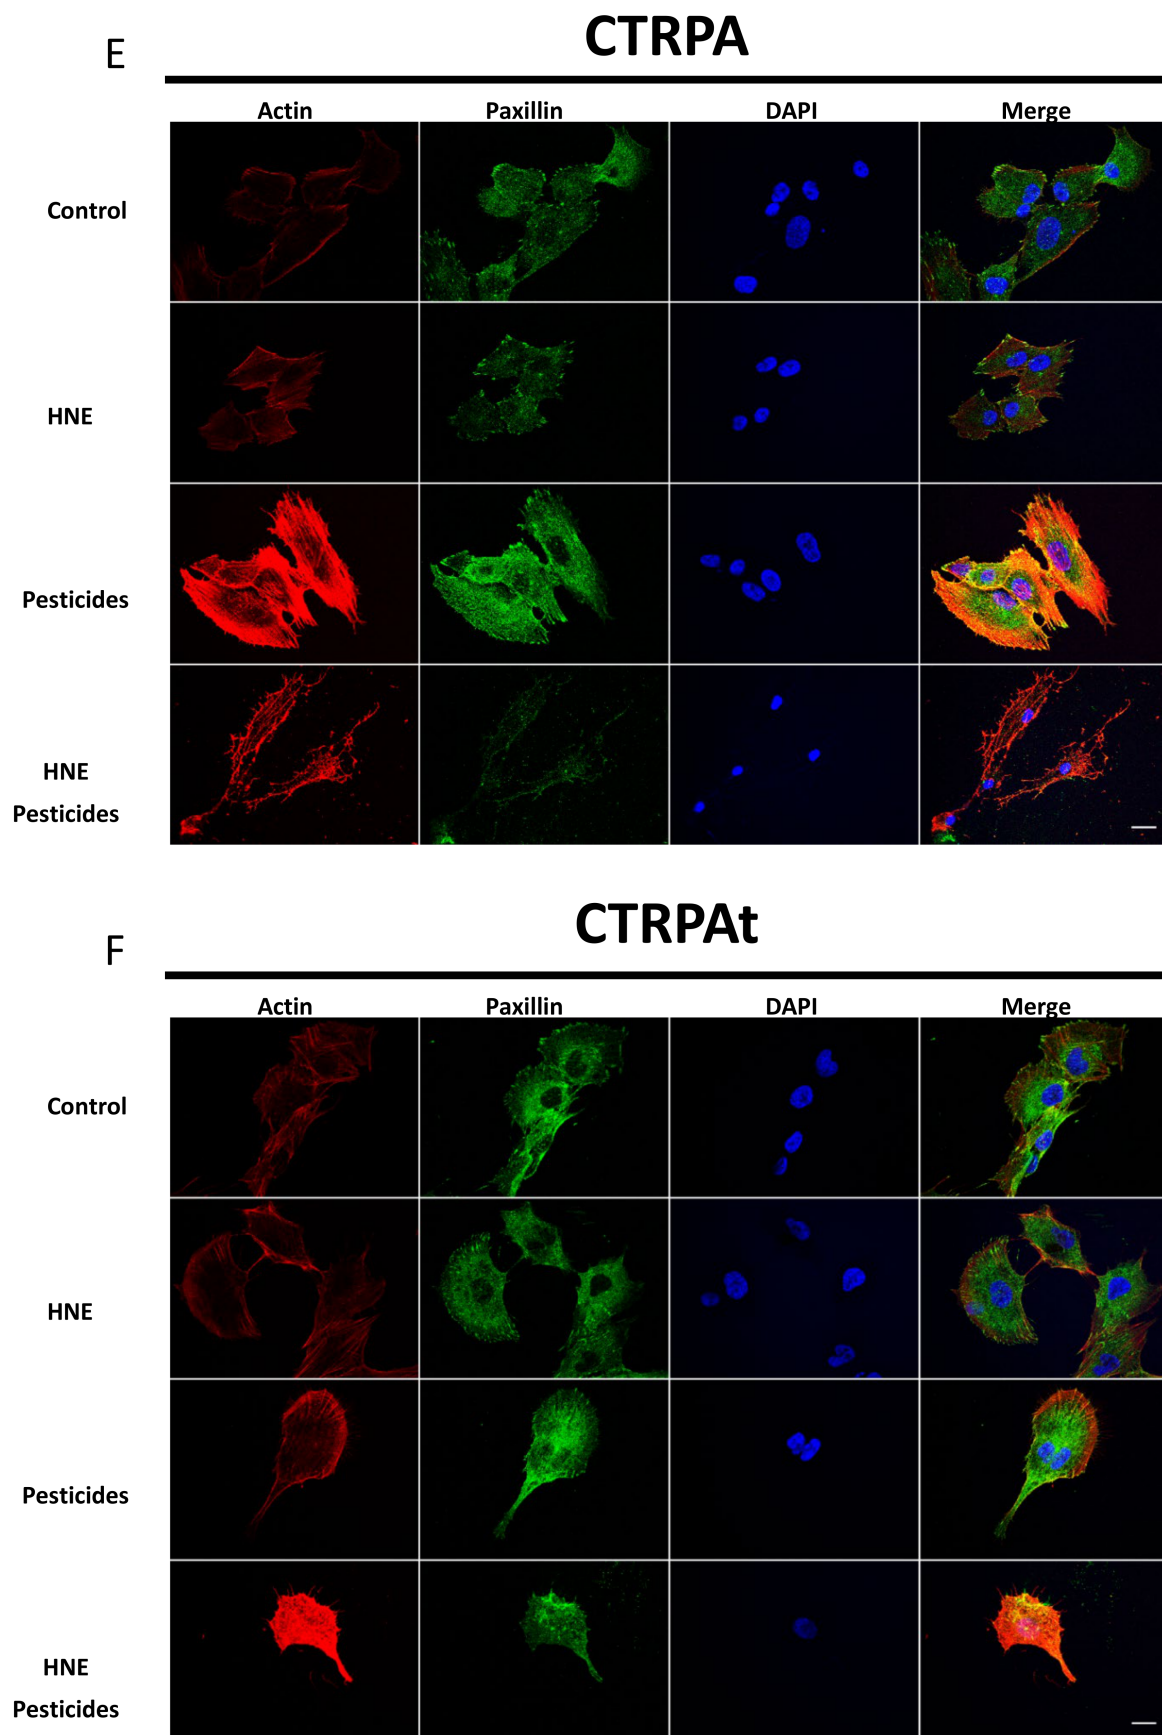 E
CTRPA
Actin Paxillin DAPI Merge
Control
HNE
Pesticides
HNE
Pesticides
F
CTRPAt
Actin Paxillin DAPI Merge
Control
HNE
Pesticides
HNE
Pesticides